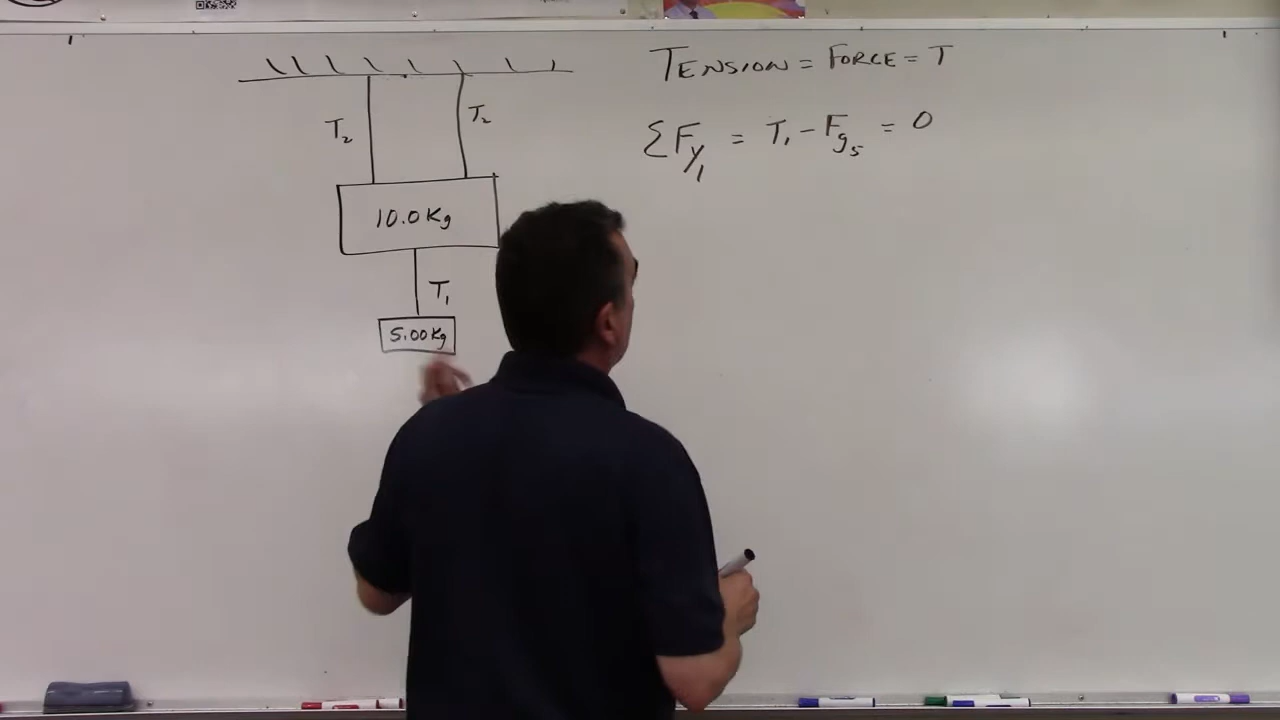 TENSION = FORCE = T
ΣFy₁ = T₁ - Fg₅ = 0
T₂
T₂
10.0 Kg
T₁
5.00 Kg